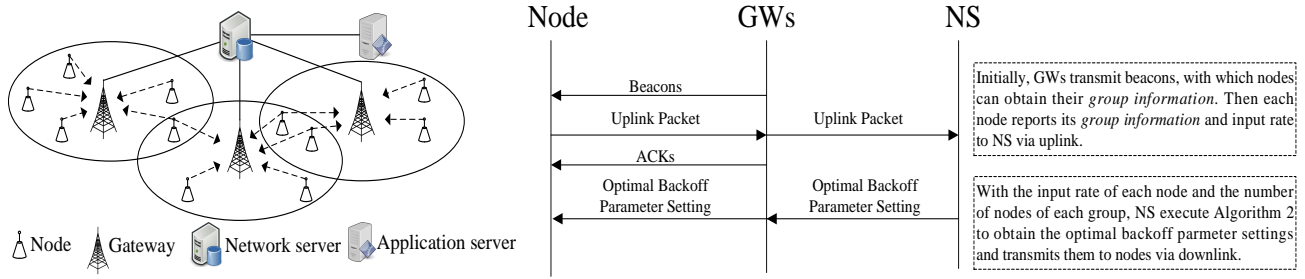 Node
Gateway
Network server
Application server
Node
GWs
NS
Beacons
Uplink Packet
Uplink Packet
ACKs
Optimal Backoff
Parameter Setting
Optimal Backoff
Parameter Setting
Initially, GWs transmit beacons, with which nodes
can obtain their group information. Then each
node reports its group information and input rate
to NS via uplink.
With the input rate of each node and the number
of nodes of each group, NS execute Algorithm 2
to obtain the optimal backoff parmeter settings
and transmits them to nodes via downlink.